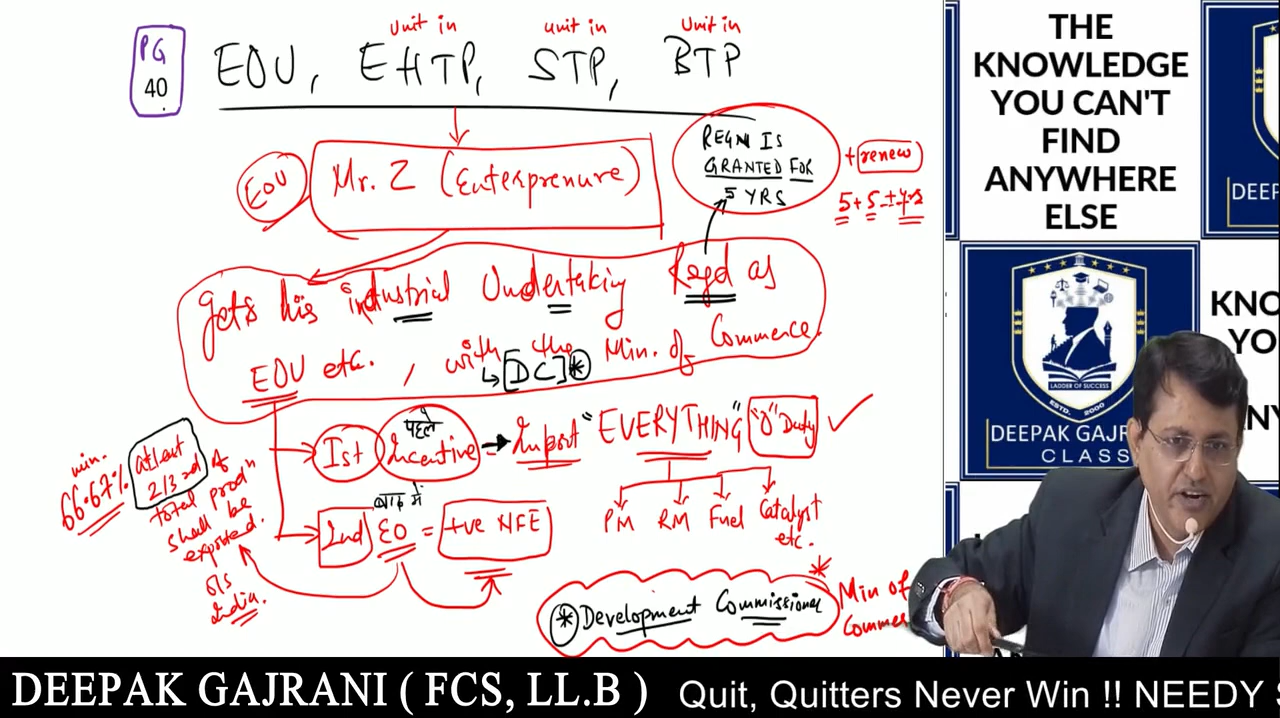 PG
40
Unit in
unit in
Unit in
EOU, EHTP, STP, BTP
EOU
Mr. Z (Enterprenure)
REGN IS
GRANTED FOR
5 YRS
+ renew
5+5
Gets his industrial Undertaking Regd as
EOU etc., with the Min. of Commerce.
[DC]*
min.
66.67%
atleast
2/3rd of
total prodn
shall be
exported.
o/s
India.
Ist
पहले
Incentive
Import "EVERYTHING" "0" Duty ✓
PM RM Fuel Catalyst
etc.
बाद में
2nd EO = +ve NFE
* Development Commissional
*
Min of
THE
KNOWLEDGE
YOU CAN'T
FIND
ANYWHERE
ELSE
DEEP
LADDER OF SUCCESS
ESTD. 2000
DEEPAK GAJR
CLASS
KNO
YO
DEEPAK GAJRANI ( FCS, LL.B )
Quit, Quitters Never Win !! NEEDY